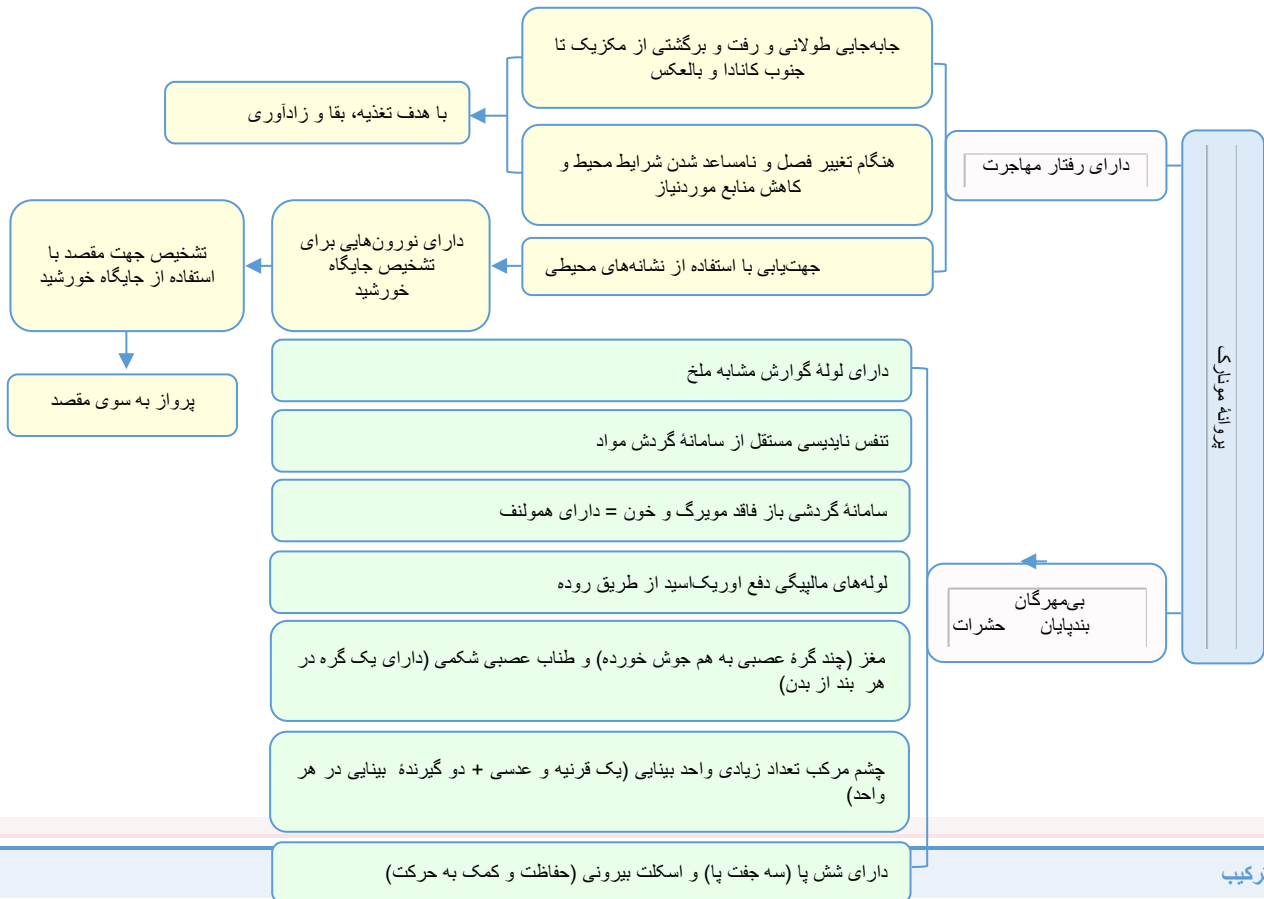 پروانهٔ مونارک
دارای رفتار مهاجرت
جابه‌جایی طولانی و رفت و برگشتی از مکزیک تا
جنوب کانادا و بالعکس
هنگام تغییر فصل و نامساعد شدن شرایط محیط و
کاهش منابع موردنیاز
با هدف تغذیه، بقا و زادآوری
جهت‌یابی با استفاده از نشانه‌های محیطی
دارای نورون‌هایی برای
تشخیص جایگاه
خورشید
تشخیص جهت مقصد با
استفاده از جایگاه خورشید
پرواز به سوی مقصد
بی‌مهرگان
بندپایان حشرات
دارای لولهٔ گوارش مشابه ملخ
تنفس نایدیسی مستقل از سامانهٔ گردش مواد
سامانهٔ گردشی باز فاقد مویرگ و خون = دارای همولنف
لوله‌های مالپیگی دفع اوریک‌اسید از طریق روده
مغز (چند گرهٔ عصبی به هم جوش خورده) و طناب عصبی شکمی (دارای یک گره در
هر بند از بدن)
چشم مرکب تعداد زیادی واحد بینایی (یک قرنیه و عدسی + دو گیرندهٔ بینایی در هر
واحد)
دارای شش پا (سه جفت پا) و اسکلت بیرونی (حفاظت و کمک به حرکت)
رکیب